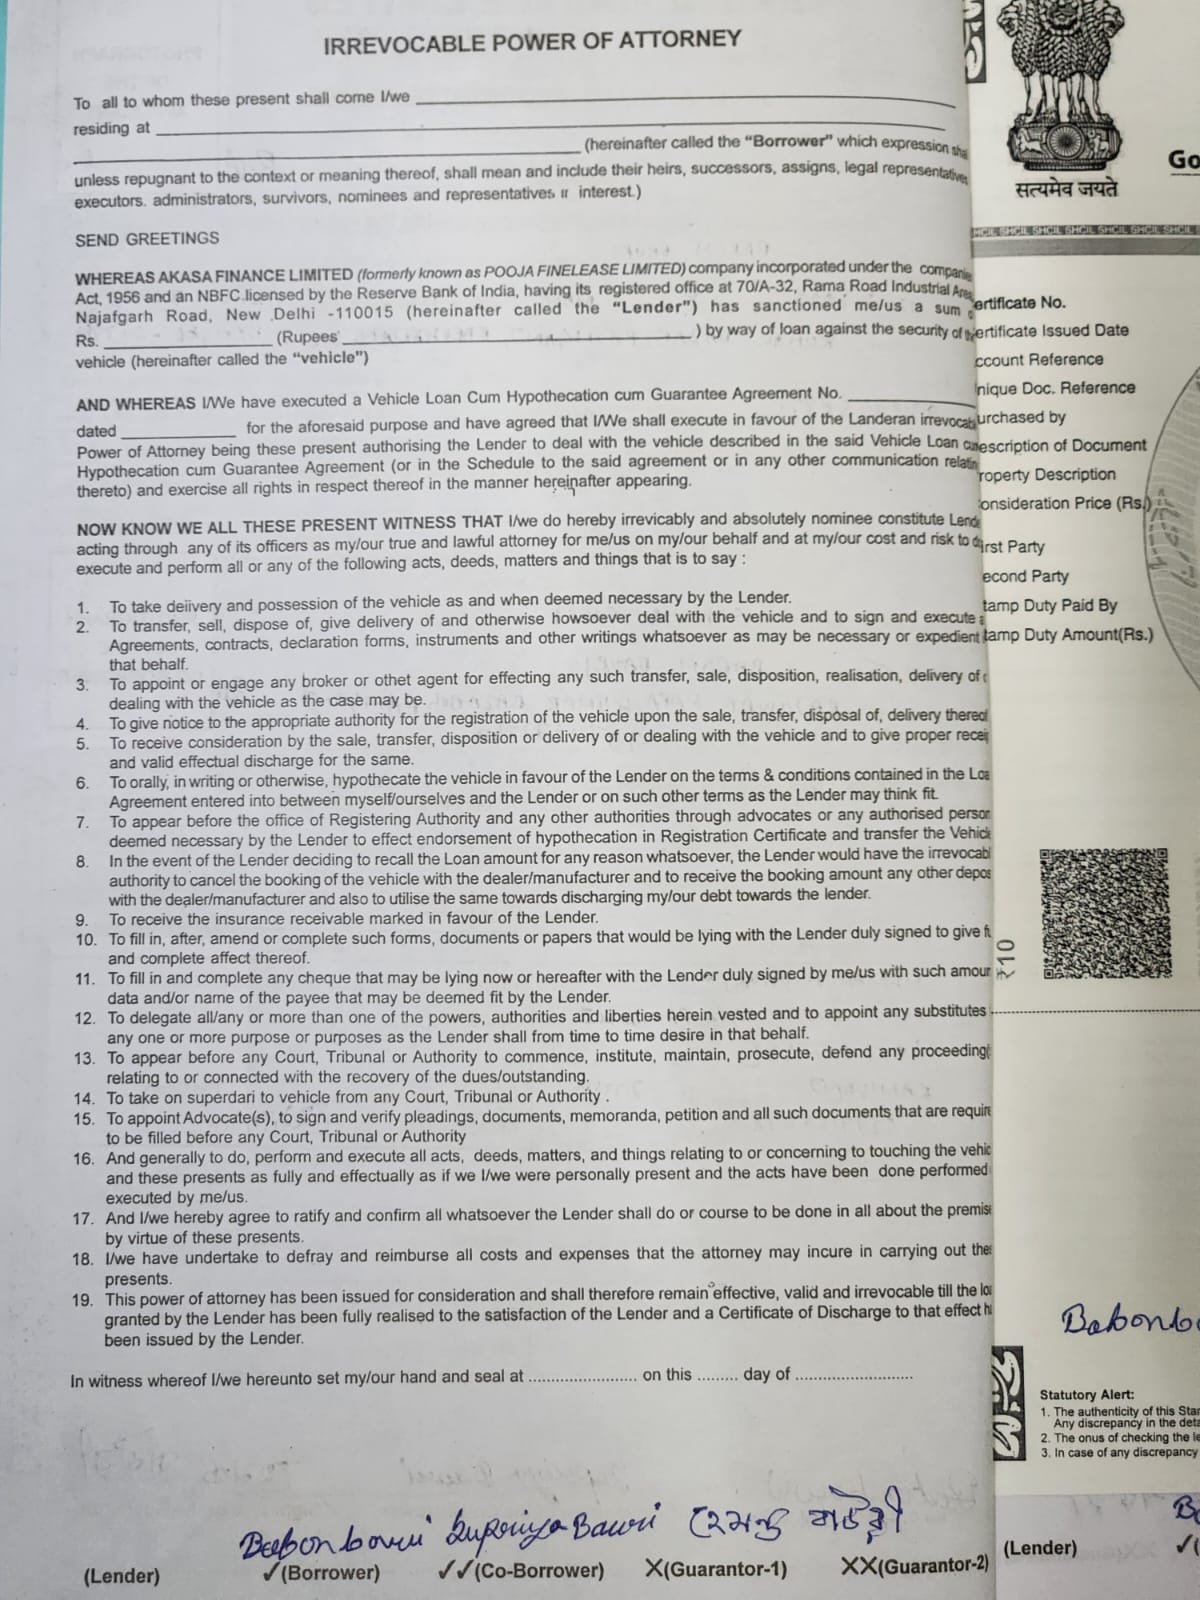 IRREVOCABLE POWER OF ATTORNEY
To all to whom these present shall come I/we
residing at
(hereinafter called the “Borrower” which expression sha
unless repugnant to the context or meaning thereof, shall mean and include their heirs, successors, assigns, legal representatives
executors. administrators, survivors, nominees and representatives interest.)
SEND GREETINGS
WHEREAS AKASA FINANCE LIMITED (formerly known as POOJA FINELEASE LIMITED) company incorporated under the companie
Act, 1956 and an NBFC licensed by the Reserve Bank of India, having its registered office at 70/A-32, Rama Road Industrial Area
Najafgarh Road, New Delhi -110015 (hereinafter called the “Lender”) has sanctioned me/us a sum
Rs. (Rupees ) by way of loan against the security of
vehicle (hereinafter called the “vehicle”)
AND WHEREAS I/We have executed a Vehicle Loan Cum Hypothecation cum Guarantee Agreement No.
dated for the aforesaid purpose and have agreed that I/We shall execute in favour of the Landeran irrevocab
Power of Attorney being these present authorising the Lender to deal with the vehicle described in the said Vehicle Loan
Hypothecation cum Guarantee Agreement (or in the Schedule to the said agreement or in any other communication relatin
thereto) and exercise all rights in respect thereof in the manner hereinafter appearing.
NOW KNOW WE ALL THESE PRESENT WITNESS THAT I/we do hereby irrevicably and absolutely nominee constitute Lende
acting through any of its officers as my/our true and lawful attorney for me/us on my/our behalf and at my/our cost and risk to
execute and perform all or any of the following acts, deeds, matters and things that is to say :
1. To take delivery and possession of the vehicle as and when deemed necessary by the Lender.
2. To transfer, sell, dispose of, give delivery of and otherwise howsoever deal with the vehicle and to sign and execute
Agreements, contracts, declaration forms, instruments and other writings whatsoever as may be necessary or expedient
that behalf.
3. To appoint or engage any broker or othet agent for effecting any such transfer, sale, disposition, realisation, delivery of
dealing with the vehicle as the case may be.
4. To give notice to the appropriate authority for the registration of the vehicle upon the sale, transfer, disposal of, delivery thereof
5. To receive consideration by the sale, transfer, disposition or delivery of or dealing with the vehicle and to give proper recei
and valid effectual discharge for the same.
6. To orally, in writing or otherwise, hypothecate the vehicle in favour of the Lender on the terms & conditions contained in the Loa
Agreement entered into between myself/ourselves and the Lender or on such other terms as the Lender may think fit.
7. To appear before the office of Registering Authority and any other authorities through advocates or any authorised person
deemed necessary by the Lender to effect endorsement of hypothecation in Registration Certificate and transfer the Vehicle
8. In the event of the Lender deciding to recall the Loan amount for any reason whatsoever, the Lender would have the irrevocabl
authority to cancel the booking of the vehicle with the dealer/manufacturer and to receive the booking amount any other depos
with the dealer/manufacturer and also to utilise the same towards discharging my/our debt towards the lender.
9. To receive the insurance receivable marked in favour of the Lender.
10. To fill in, after, amend or complete such forms, documents or papers that would be lying with the Lender duly signed to give
and complete affect thereof.
11. To fill in and complete any cheque that may be lying now or hereafter with the Lender duly signed by me/us with such amoun
data and/or name of the payee that may be deemed fit by the Lender.
12. To delegate all/any or more than one of the powers, authorities and liberties herein vested and to appoint any substitutes
any one or more purpose or purposes as the Lender shall from time to time desire in that behalf.
13. To appear before any Court, Tribunal or Authority to commence, institute, maintain, prosecute, defend any proceeding
relating to or connected with the recovery of the dues/outstanding.
14. To take on superdari to vehicle from any Court, Tribunal or Authority .
15. To appoint Advocate(s), to sign and verify pleadings, documents, memoranda, petition and all such documents that are require
to be filled before any Court, Tribunal or Authority
16. And generally to do, perform and execute all acts, deeds, matters, and things relating to or concerning to touching the vehic
and these presents as fully and effectually as if we I/we were personally present and the acts have been done performed
executed by me/us.
17. And I/we hereby agree to ratify and confirm all whatsoever the Lender shall do or course to be done in all about the premise
by virtue of these presents.
18. I/we have undertake to defray and reimburse all costs and expenses that the attorney may incure in carrying out thes
presents.
19. This power of attorney has been issued for consideration and shall therefore remain effective, valid and irrevocable till the loa
granted by the Lender has been fully realised to the satisfaction of the Lender and a Certificate of Discharge to that effect ha
been issued by the Lender.
In witness whereof I/we hereunto set my/our hand and seal at ...................... on this ......... day of ........................
Babonbowri Supriya Bawri হেমন্ত বাউরী
(Lender) ✓(Borrower) ✓✓(Co-Borrower) X(Guarantor-1) XX(Guarantor-2)
सत्यमेव जयते
Go
SHCIL SHCIL SHCIL SHCIL SHCIL SHCIL
ertificate No.
ertificate Issued Date
ccount Reference
nique Doc. Reference
urchased by
escription of Document
roperty Description
onsideration Price (Rs.)
irst Party
econd Party
tamp Duty Paid By
tamp Duty Amount(Rs.)
₹10
Babonbo
Statutory Alert:
1. The authenticity of this Star
Any discrepancy in the deta
2. The onus of checking the le
3. In case of any discrepancy
(Lender)